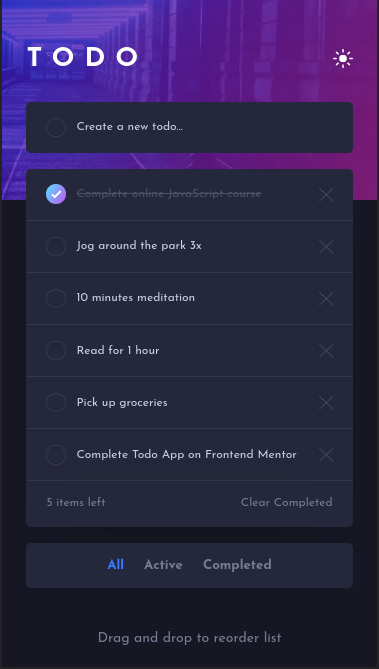 TODO
Create a new todo…
Complete online JavaScript course
Jog around the park 3x
10 minutes meditation
Read for 1 hour
Pick up groceries
Complete Todo App on Frontend Mentor
5 items left Clear Completed
All Active Completed
Drag and drop to reorder list